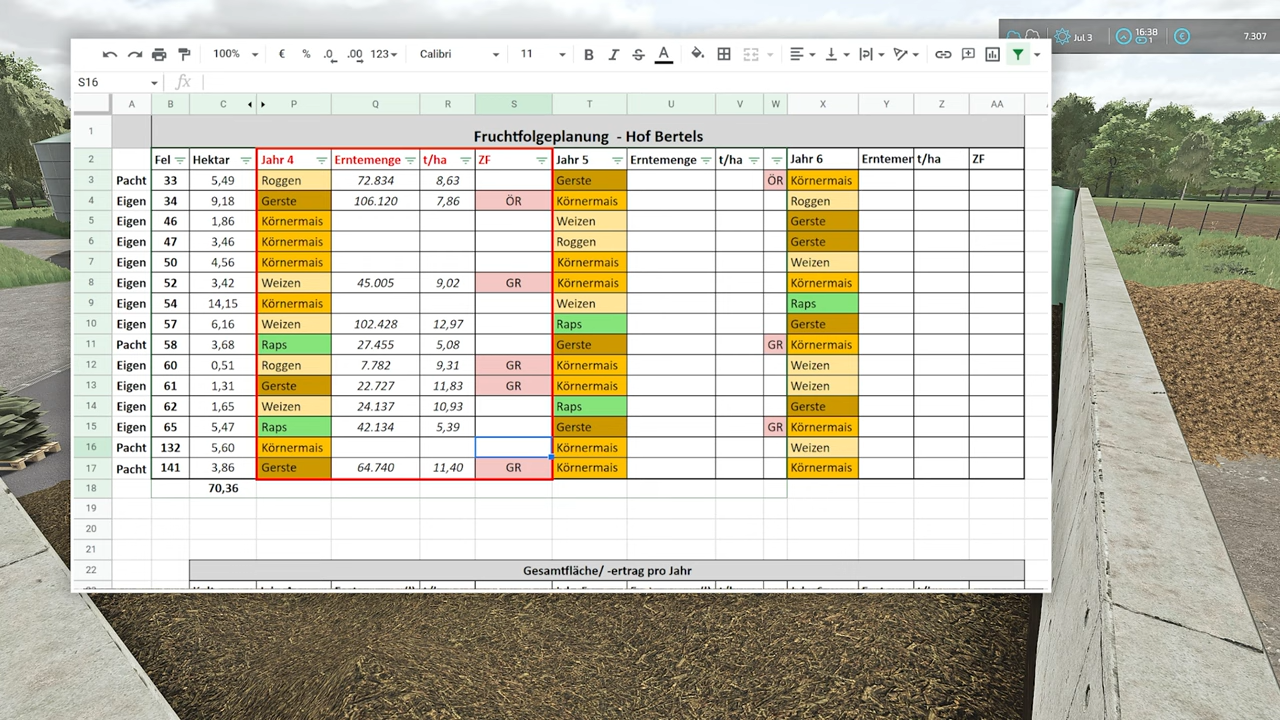 Jul 3 16:38 1 7.307
100% € % .0 .00 123 Calibri 11 B I S A
S16 fx
A B C P Q R S T U V W X Y Z AA
1 Fruchtfolgeplanung - Hof Bertels
2 Fel Hektar Jahr 4 Erntemenge t/ha ZF Jahr 5 Erntemenge t/ha Jahr 6 Erntemer t/ha ZF
3 Pacht 33 5,49 Roggen 72.834 8,63 Gerste ÖR Körnermais
4 Eigen 34 9,18 Gerste 106.120 7,86 ÖR Körnermais Roggen
5 Eigen 46 1,86 Körnermais Weizen Gerste
6 Eigen 47 3,46 Körnermais Roggen Gerste
7 Eigen 50 4,56 Körnermais Körnermais Weizen
8 Eigen 52 3,42 Weizen 45.005 9,02 GR Körnermais Körnermais
9 Eigen 54 14,15 Körnermais Weizen Raps
10 Eigen 57 6,16 Weizen 102.428 12,97 Raps Gerste
11 Pacht 58 3,68 Raps 27.455 5,08 Gerste GR Körnermais
12 Eigen 60 0,51 Roggen 7.782 9,31 GR Körnermais Weizen
13 Eigen 61 1,31 Gerste 22.727 11,83 GR Körnermais Weizen
14 Eigen 62 1,65 Weizen 24.137 10,93 Raps Gerste
15 Eigen 65 5,47 Raps 42.134 5,39 Gerste GR Körnermais
16 Pacht 132 5,60 Körnermais Körnermais Weizen
17 Pacht 141 3,86 Gerste 64.740 11,40 GR Körnermais Körnermais
18 70,36
19
20
21
22 Gesamtfläche/ -ertrag pro Jahr